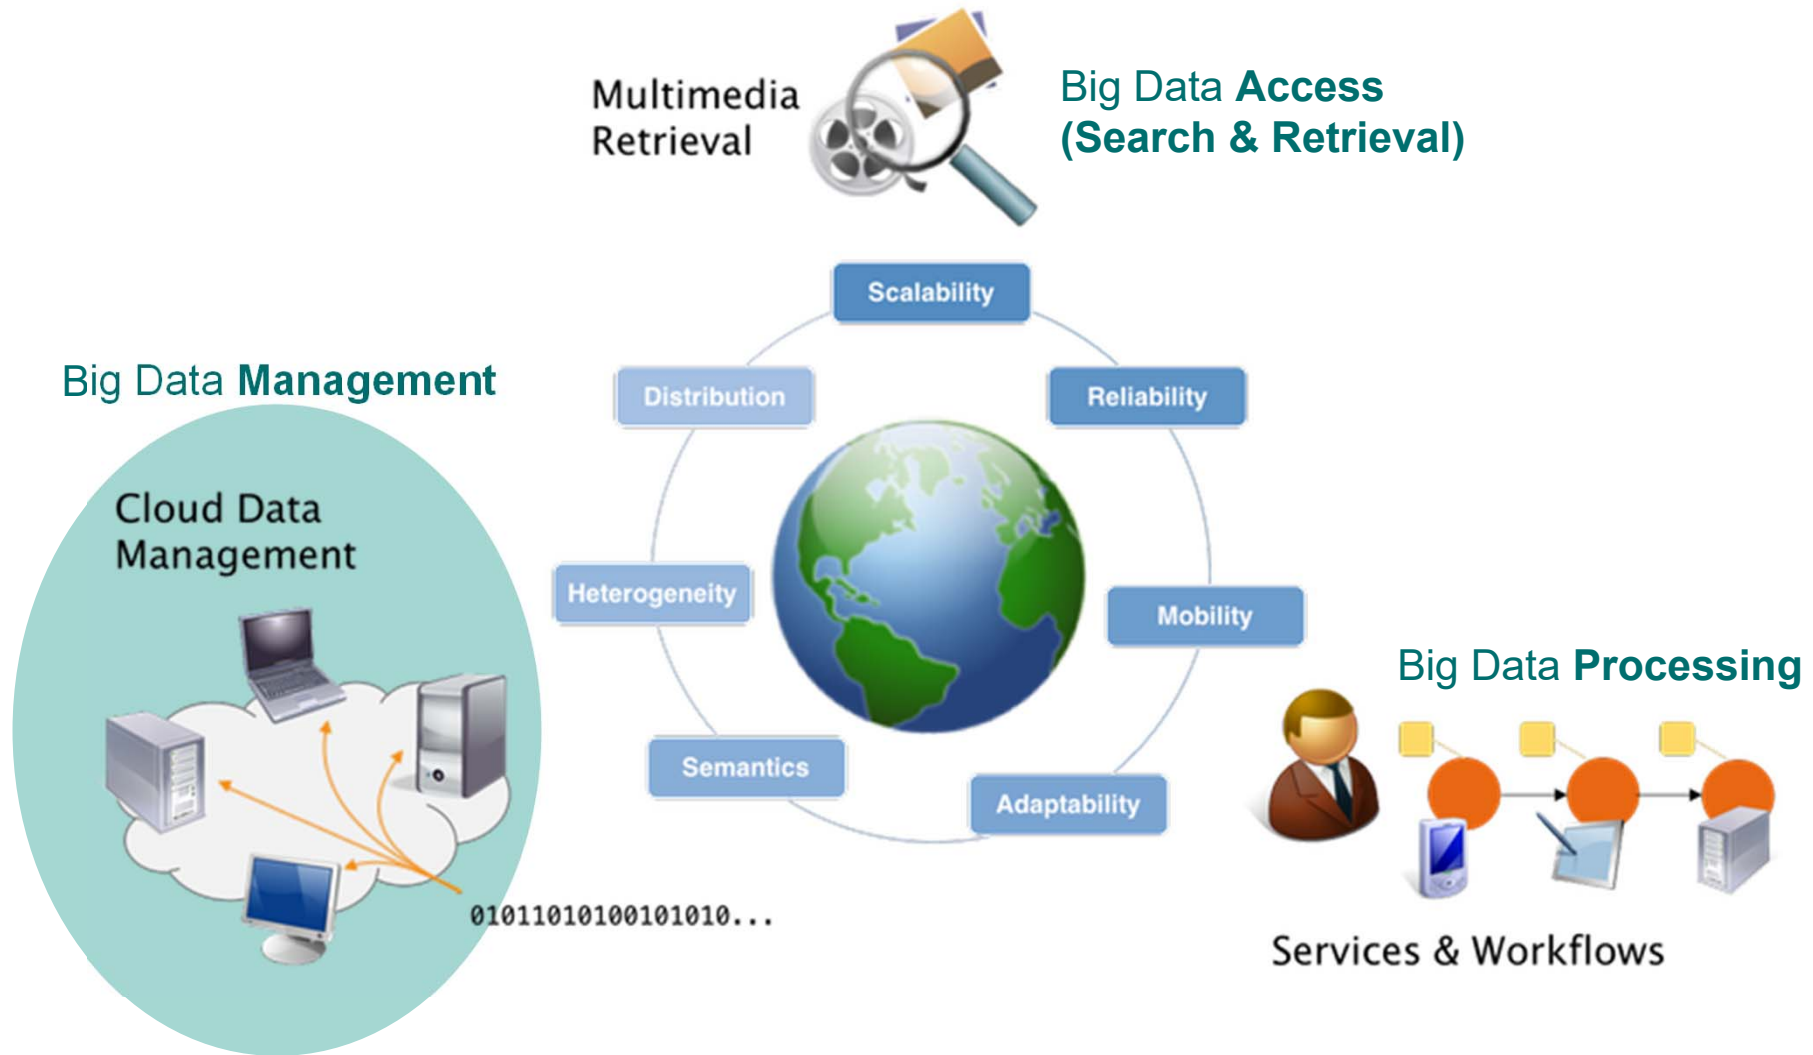 Multimedia
Retrieval
Big Data Access
(Search & Retrieval)
Scalability
Distribution
Reliability
Big Data Management
Cloud Data
Management
Heterogeneity
Mobility
Big Data Processing
Semantics
Adaptability
01011010100101010...
Services & Workflows